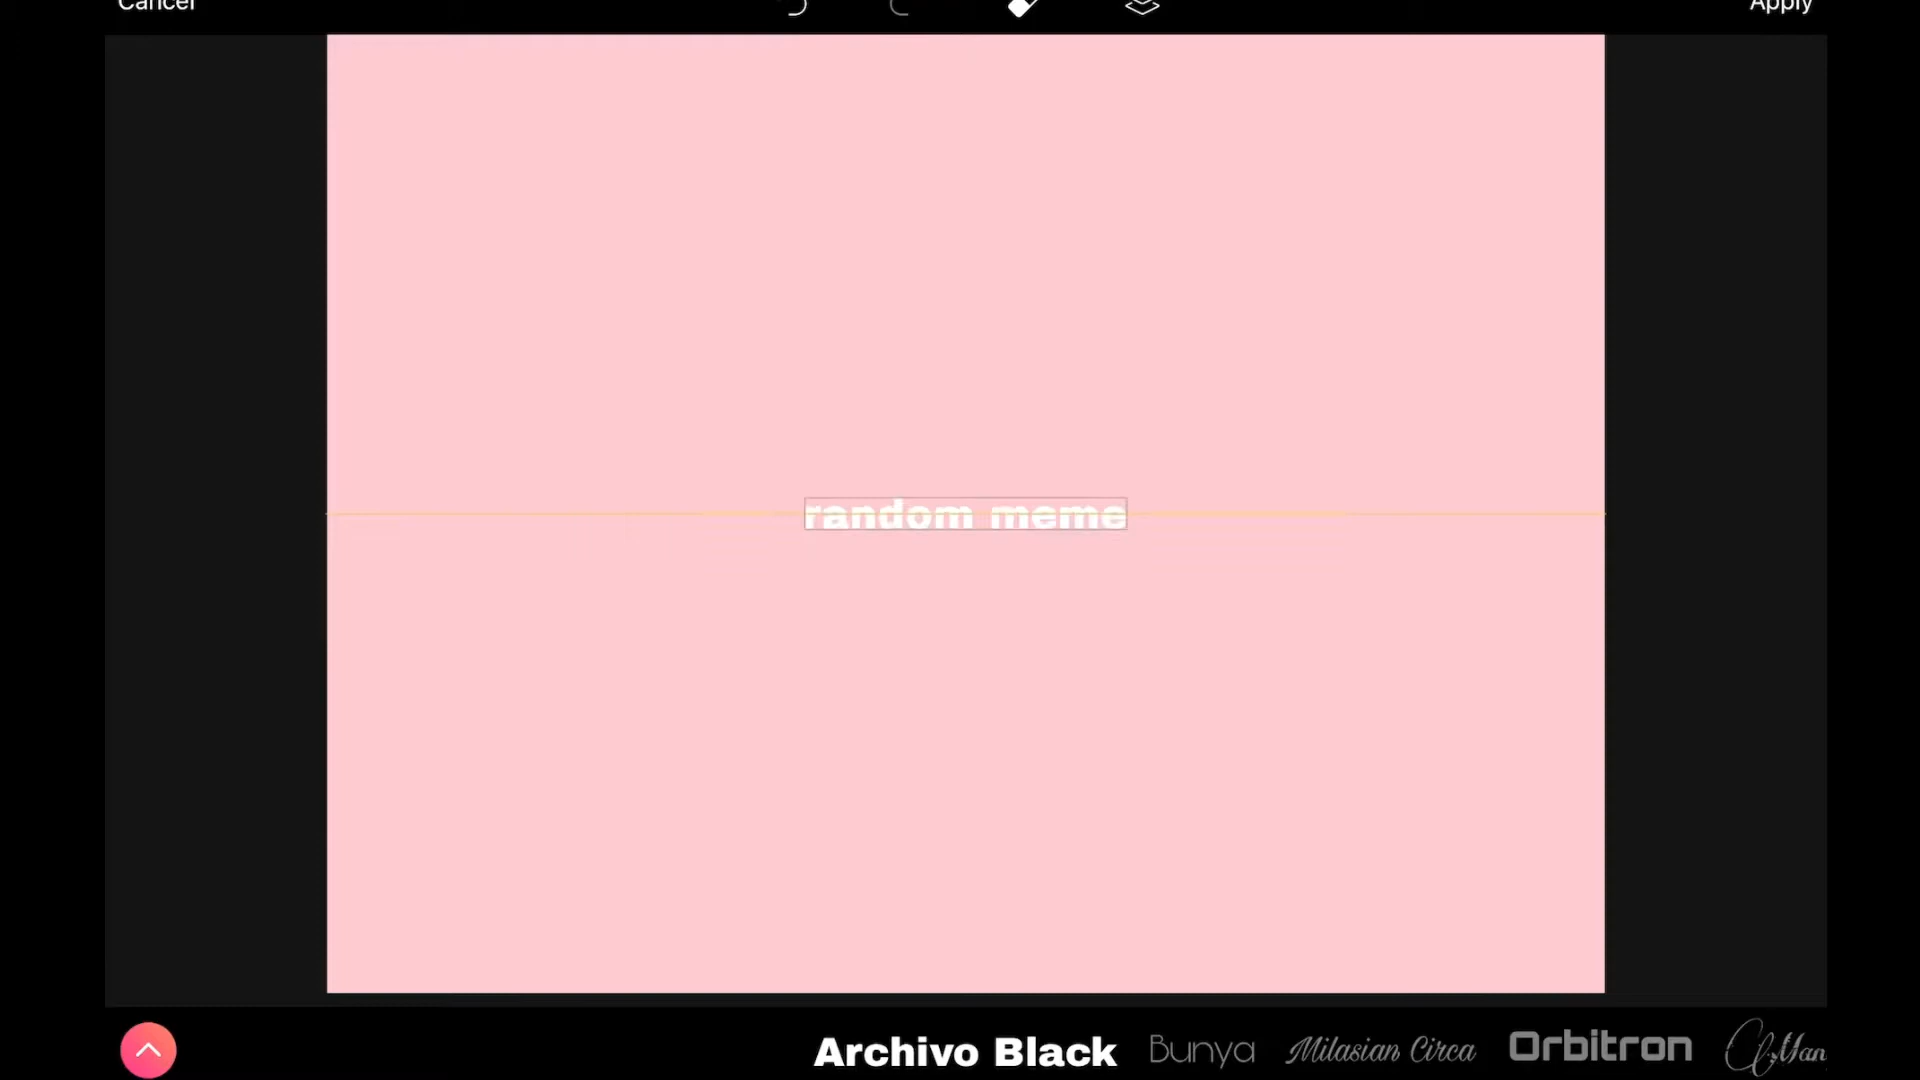 Cancel
Apply
random meme
Archivo Black Bunya Milasian Circa Orbitron